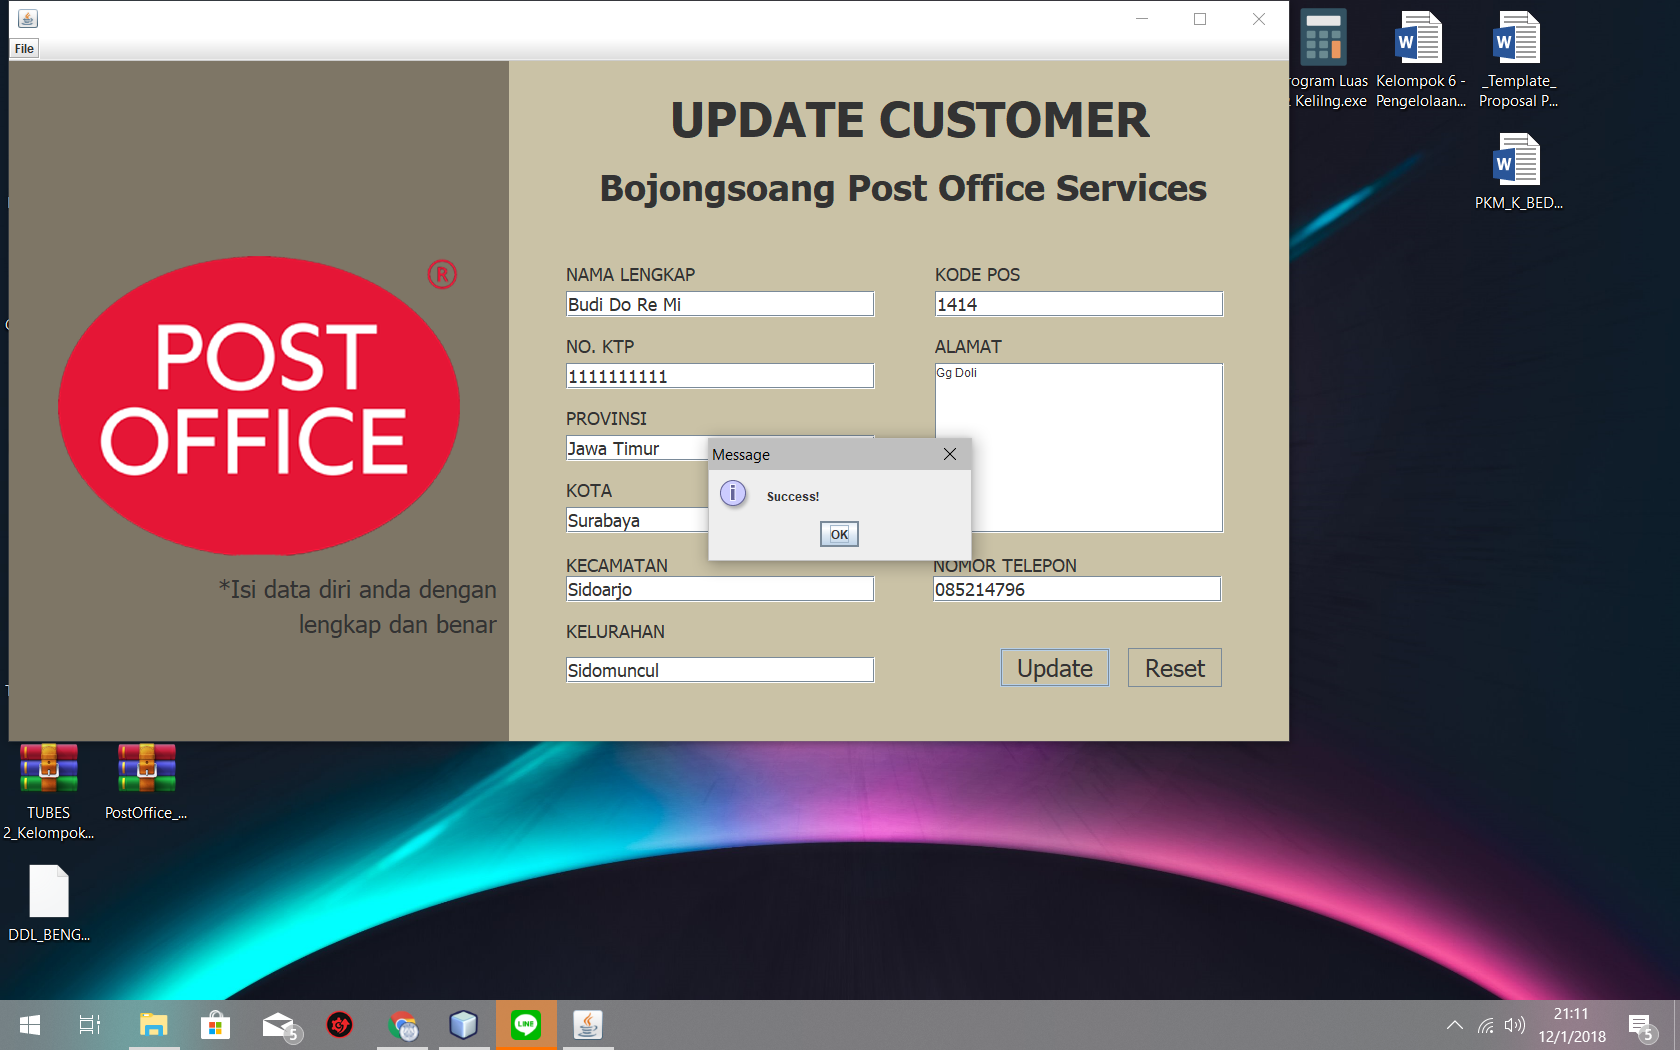 File
UPDATE CUSTOMER
Bojongsoang Post Office Services
®
POST
OFFICE
*Isi data diri anda dengan
lengkap dan benar
NAMA LENGKAP
Budi Do Re Mi
NO. KTP
1111111111
PROVINSI
Jawa Timur
KOTA
Surabaya
KECAMATAN
Sidoarjo
KELURAHAN
Sidomuncul
KODE POS
1414
ALAMAT
Gg Doli
NOMOR TELEPON
085214796
Update
Reset
Message
Success!
OK
rogram Luas
Kelilng.exe
Kelompok 6 -
Pengelolaan...
_Template_
Proposal P...
PKM_K_BED...
TUBES
2_Kelompok...
PostOffice_...
DDL_BENG...
5
LINE
21:11
12/1/2018
5